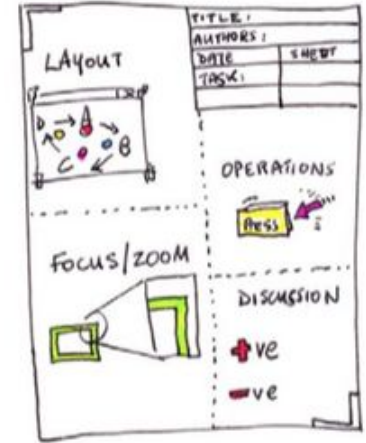 TITLE:
AUTHORS:
DATE SHEET
TASK:
LAYOUT
D A
B
C
OPERATIONS
Press
FOCUS/ZOOM
DISCUSSION
+ve
-ve